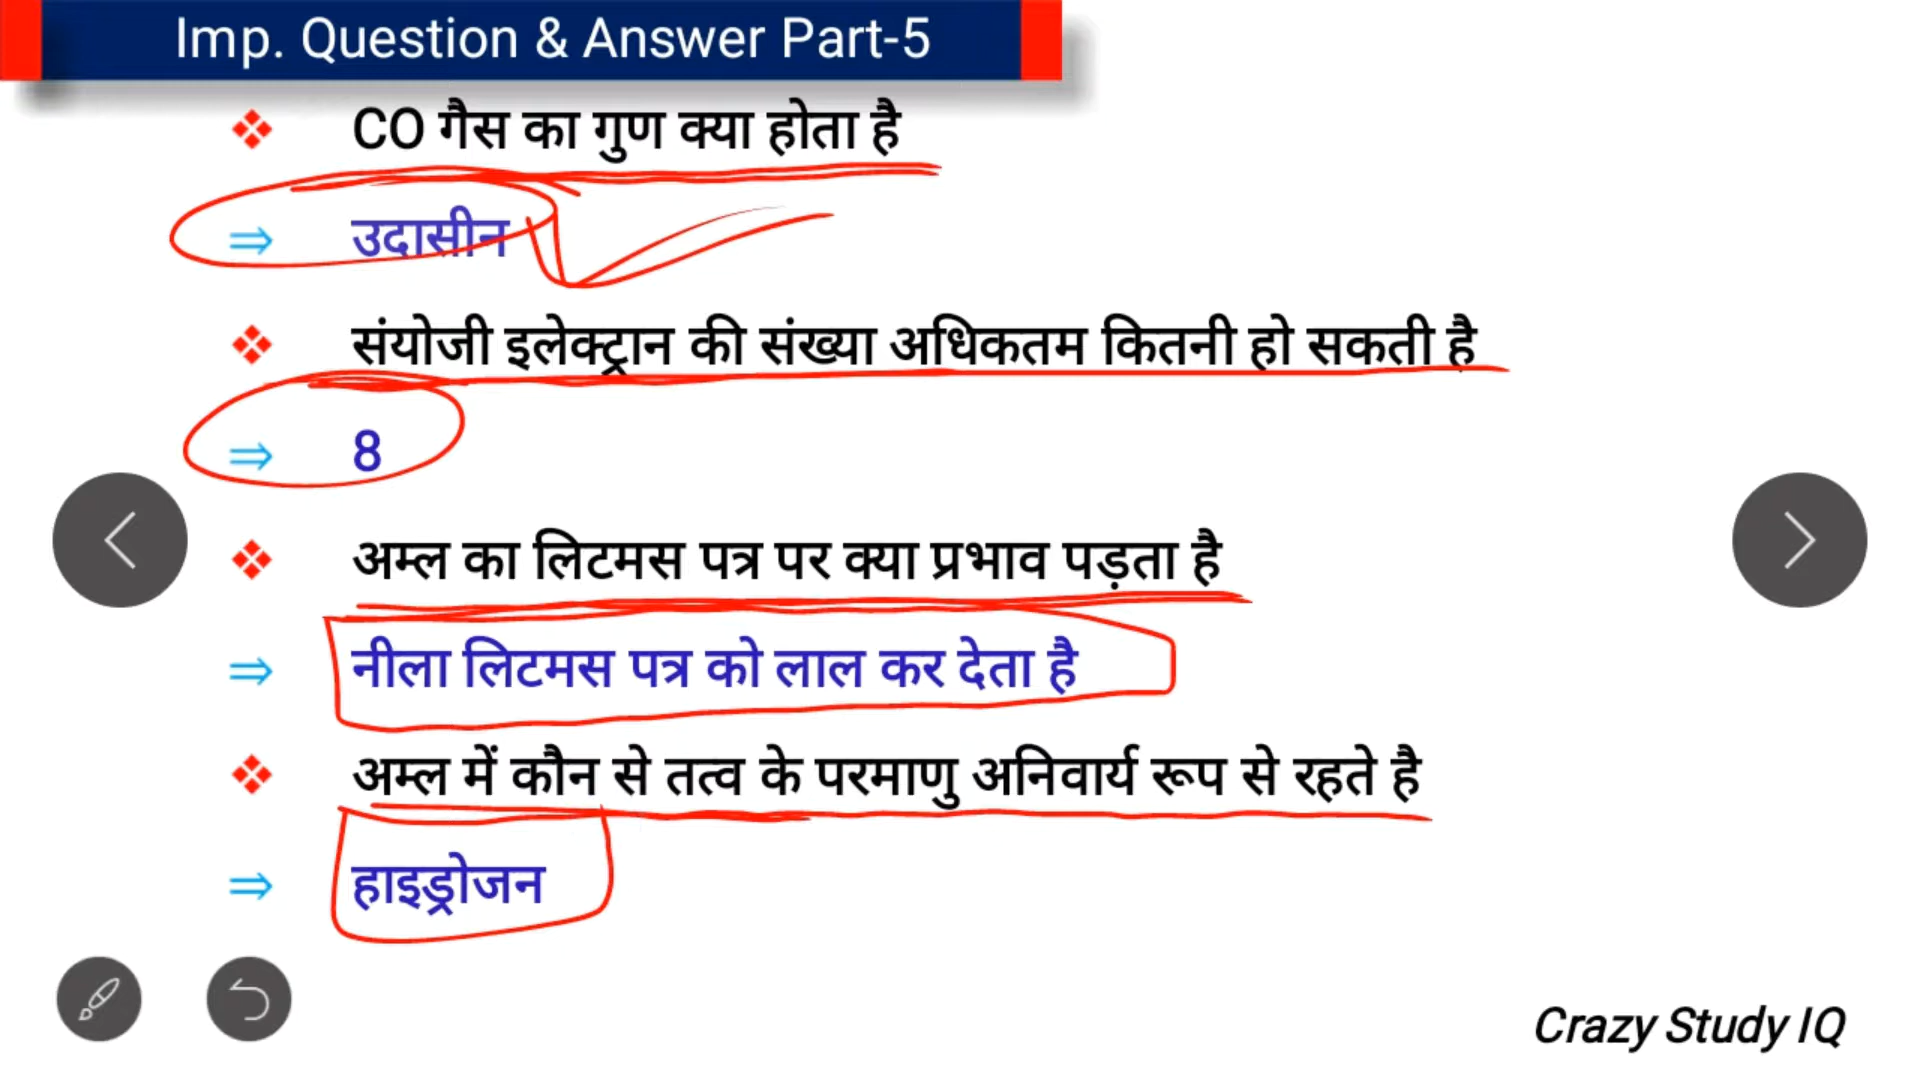 Imp. Question & Answer Part-5
❖ CO गैस का गुण क्या होता है
⇒ उदासीन
❖ संयोजी इलेक्ट्रान की संख्या अधिकतम कितनी हो सकती है
⇒ 8
❖ अम्ल का लिटमस पत्र पर क्या प्रभाव पड़ता है
⇒ नीला लिटमस पत्र को लाल कर देता है
❖ अम्ल में कौन से तत्व के परमाणु अनिवार्य रूप से रहते है
⇒ हाइड्रोजन
Crazy Study IQ